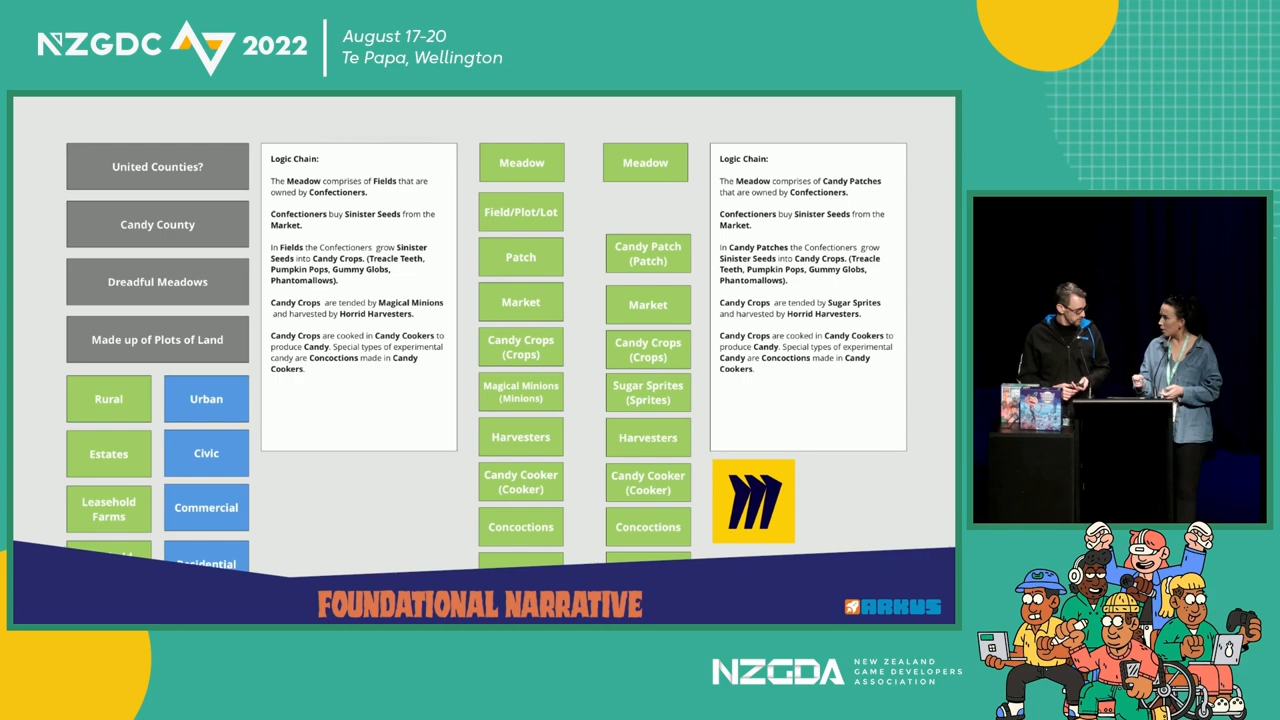 NZGDC 2022
August 17-20
Te Papa, Wellington
United Counties?
Candy County
Dreadful Meadows
Made up of Plots of Land
Rural
Urban
Estates
Civic
Leasehold
Farms
Commercial
Residential
Logic Chain:
The Meadow comprises of Fields that are
owned by Confectioners.
Confectioners buy Sinister Seeds from the
Market.
In Fields the Confectioners grow Sinister
Seeds into Candy Crops. (Treacle Teeth,
Pumpkin Pops, Gummy Globs,
Phantomallows).
Candy Crops are tended by Magical Minions
and harvested by Horrid Harvesters.
Candy Crops are cooked in Candy Cookers to
produce Candy. Special types of experimental
candy are Concoctions made in Candy
Cookers.
Meadow
Field/Plot/Lot
Patch
Market
Candy Crops
(Crops)
Magical Minions
(Minions)
Harvesters
Candy Cooker
(Cooker)
Concoctions
Meadow
Candy Patch
(Patch)
Market
Candy Crops
(Crops)
Sugar Sprites
(Sprites)
Harvesters
Candy Cooker
(Cooker)
Concoctions
Logic Chain:
The Meadow comprises of Candy Patches
that are owned by Confectioners.
Confectioners buy Sinister Seeds from the
Market.
In Candy Patches the Confectioners grow
Sinister Seeds into Candy Crops. (Treacle
Teeth, Pumpkin Pops, Gummy Globs,
Phantomallows).
Candy Crops are tended by Sugar Sprites
and harvested by Horrid Harvesters.
Candy Crops are cooked in Candy Cookers to
produce Candy. Special types of experimental
Candy are Concoctions made in Candy
Cookers.
FOUNDATIONAL NARRATIVE
ARKUS
NZGDA
NEW ZEALAND
GAME DEVELOPERS
ASSOCIATION